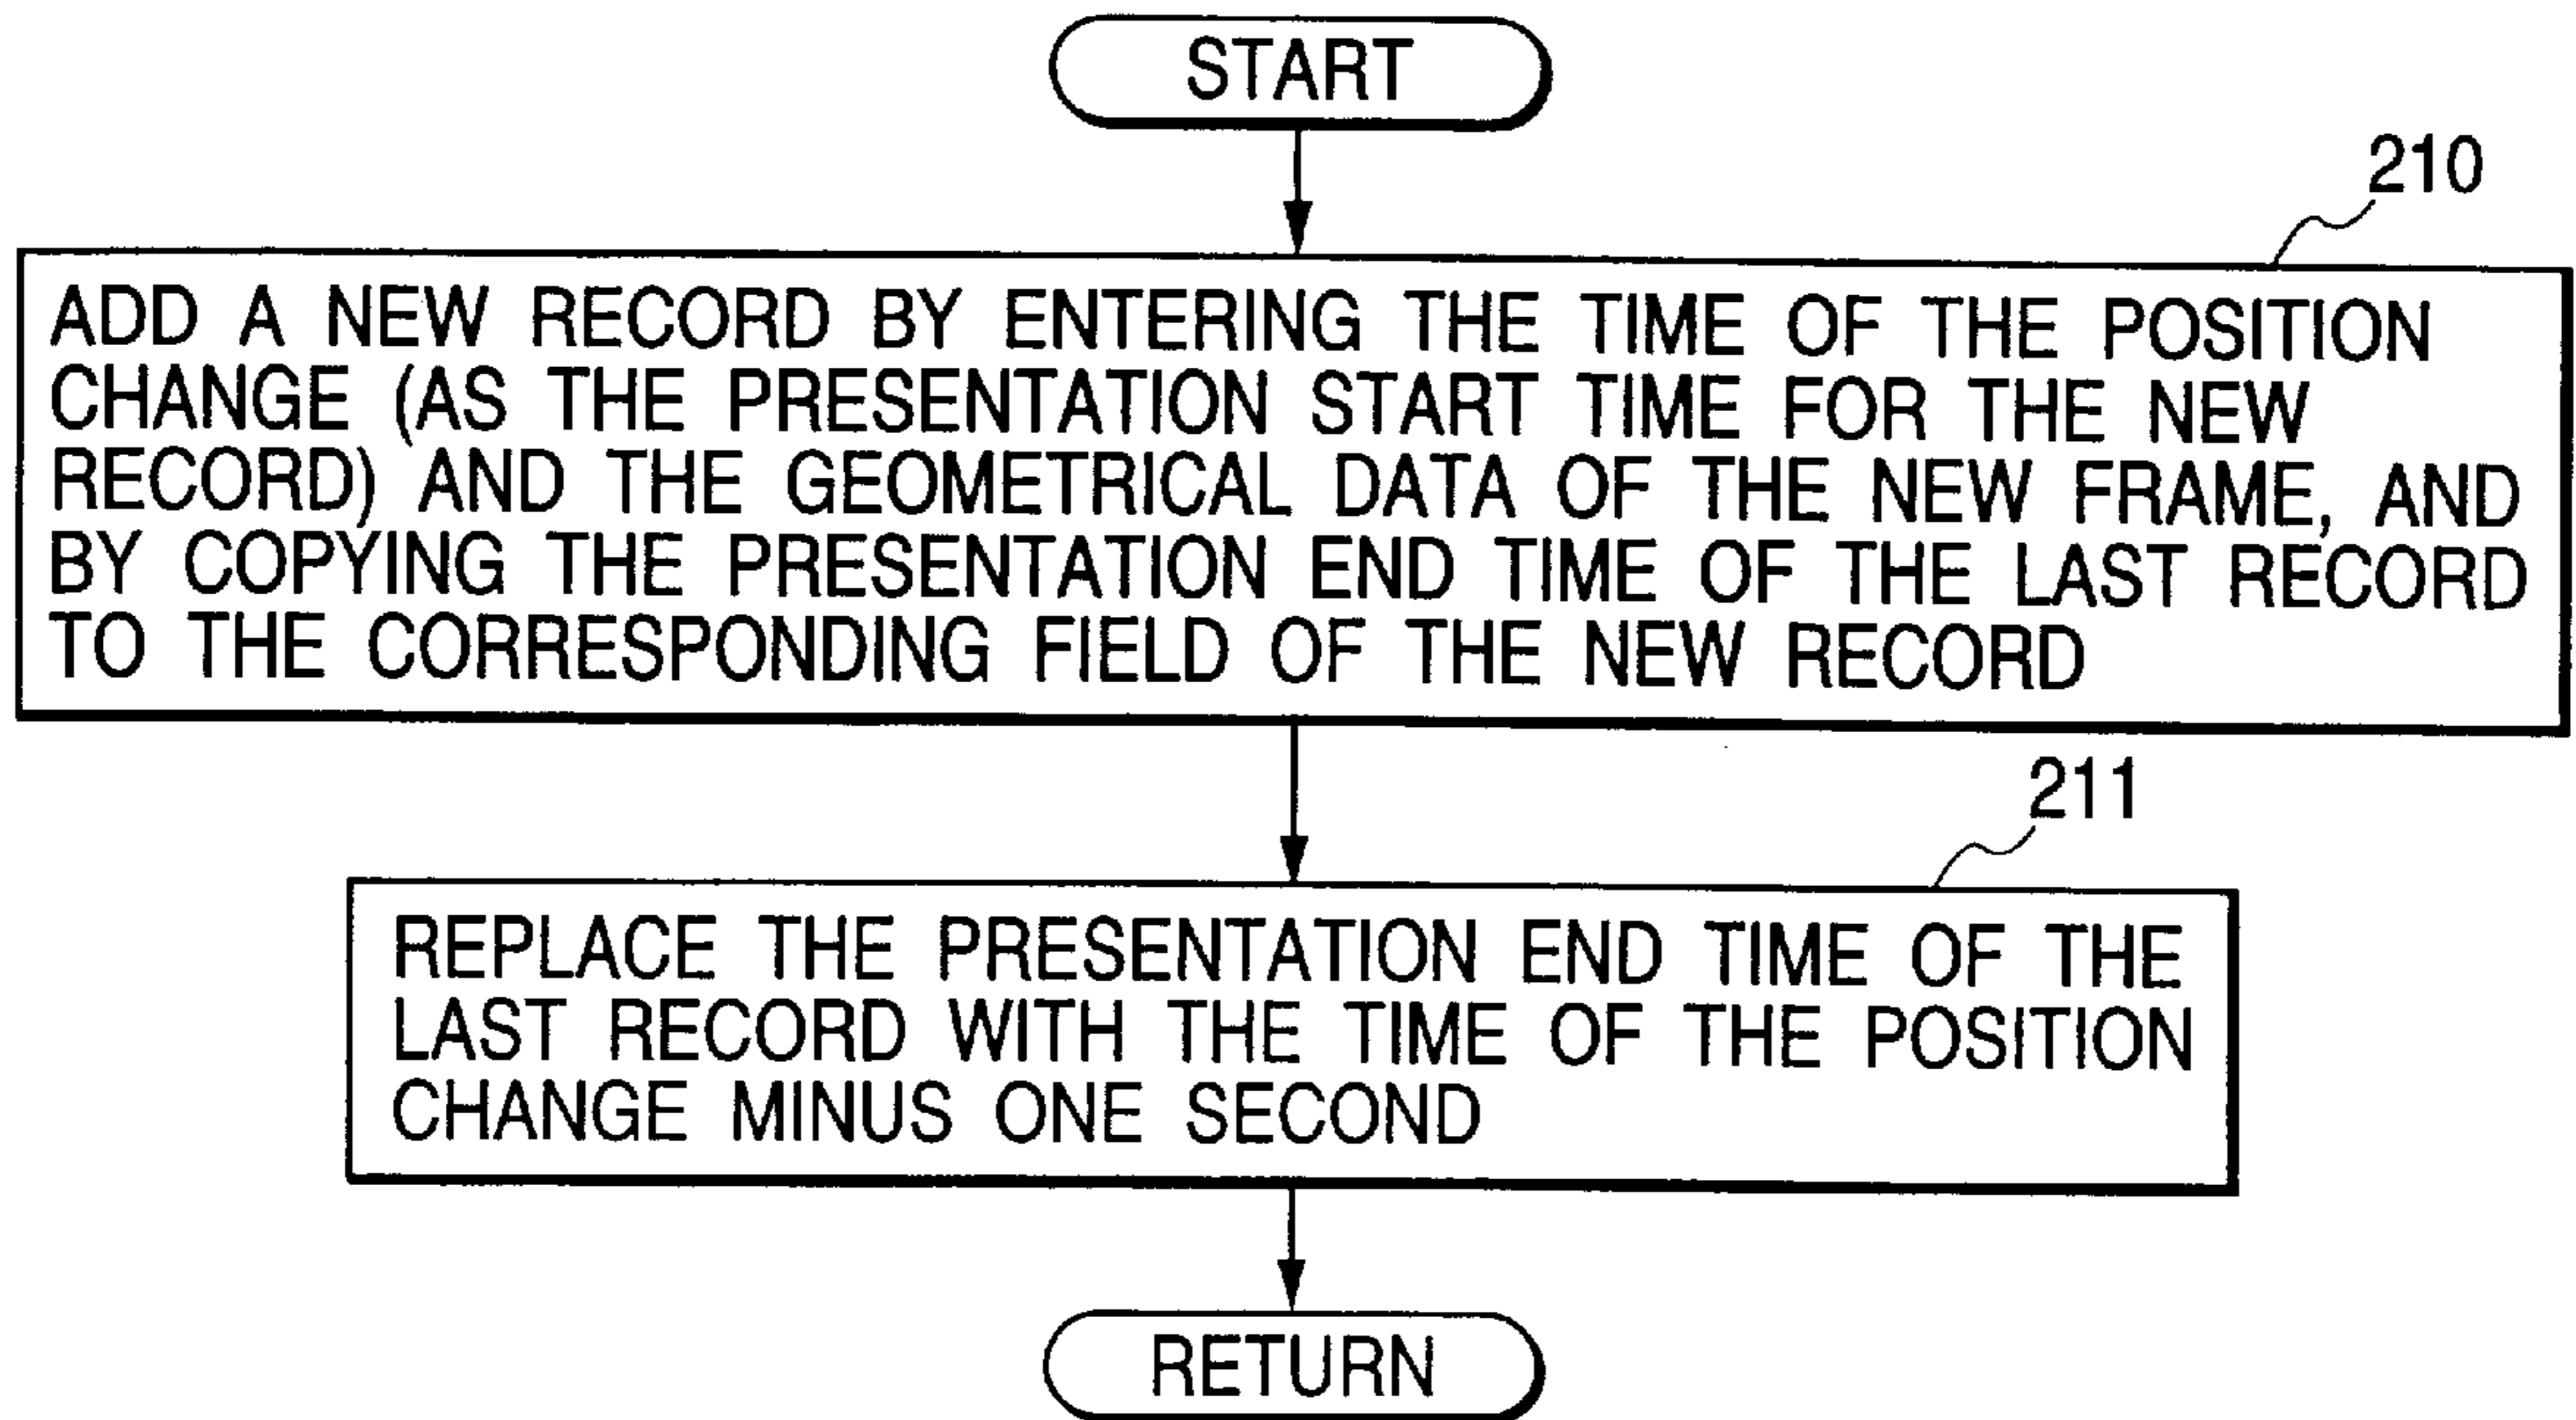 START
210
ADD A NEW RECORD BY ENTERING THE TIME OF THE POSITION
CHANGE (AS THE PRESENTATION START TIME FOR THE NEW
RECORD) AND THE GEOMETRICAL DATA OF THE NEW FRAME, AND
BY COPYING THE PRESENTATION END TIME OF THE LAST RECORD
TO THE CORRESPONDING FIELD OF THE NEW RECORD
211
REPLACE THE PRESENTATION END TIME OF THE
LAST RECORD WITH THE TIME OF THE POSITION
CHANGE MINUS ONE SECOND
RETURN